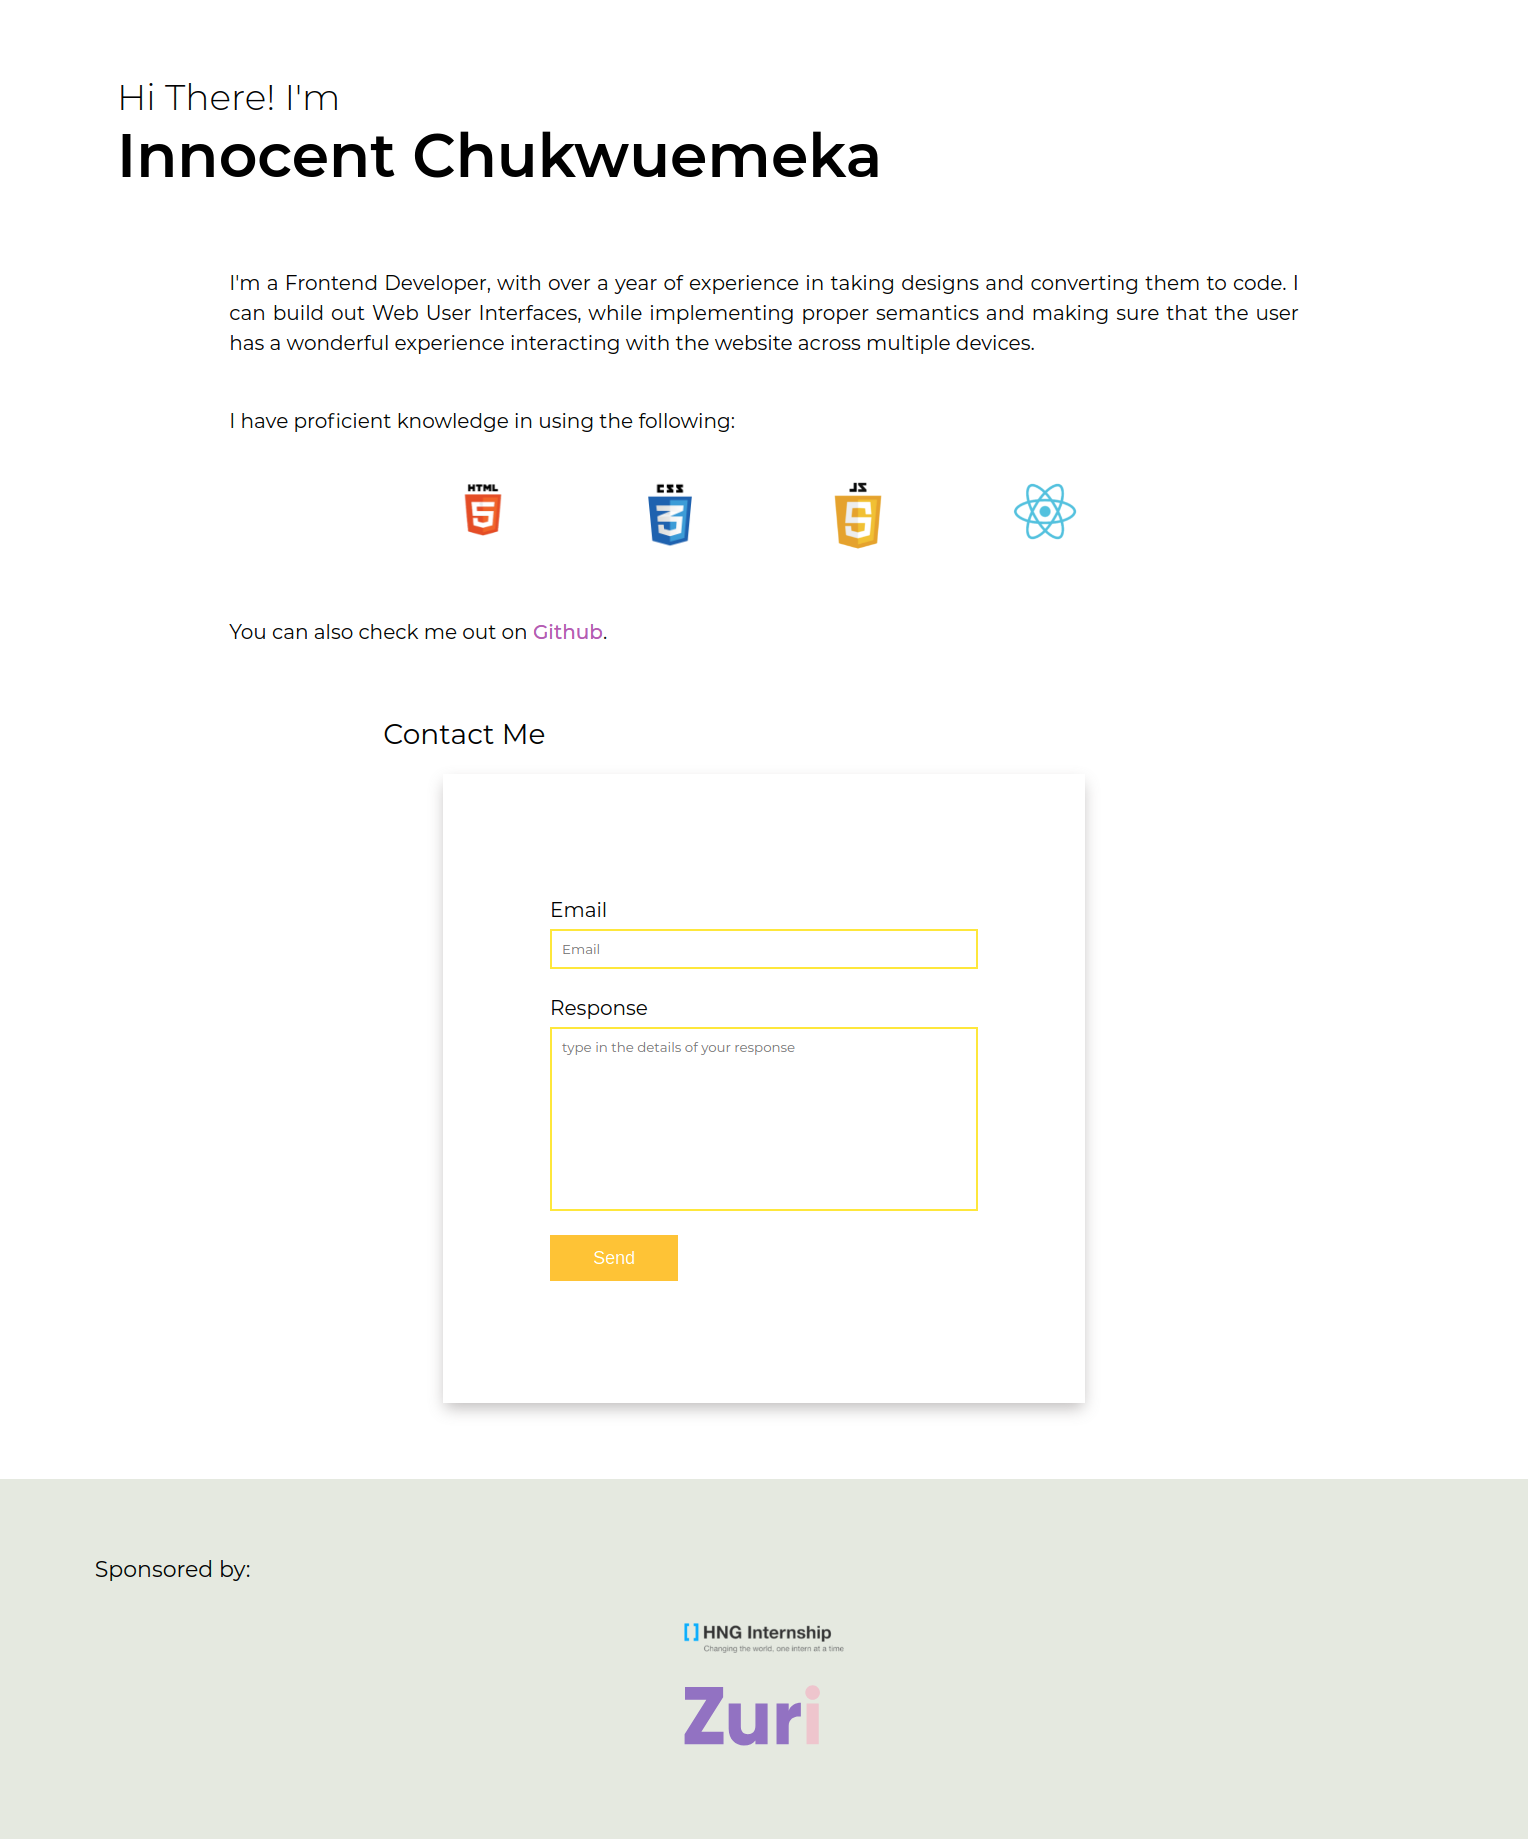 Hi There! I'm
Innocent Chukwuemeka
I'm a Frontend Developer, with over a year of experience in taking designs and converting them to code. I
can build out Web User Interfaces, while implementing proper semantics and making sure that the user
has a wonderful experience interacting with the website across multiple devices.
I have proficient knowledge in using the following:
HTML
5
CSS
3
JS
5
You can also check me out on Github.
Contact Me
Email
Email
Response
type in the details of your response
Send
Sponsored by:
[] HNG Internship
Changing the world, one intern at a time
Zuri